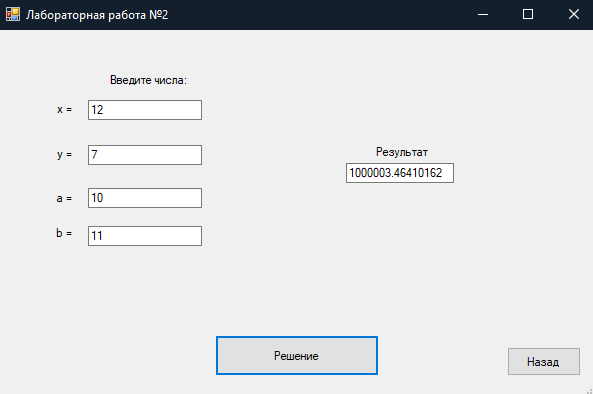 Лабораторная работа №2
Введите числа:
x = 12
y = 7
a = 10
b = 11
Результат
1000003.46410162
Решение
Назад